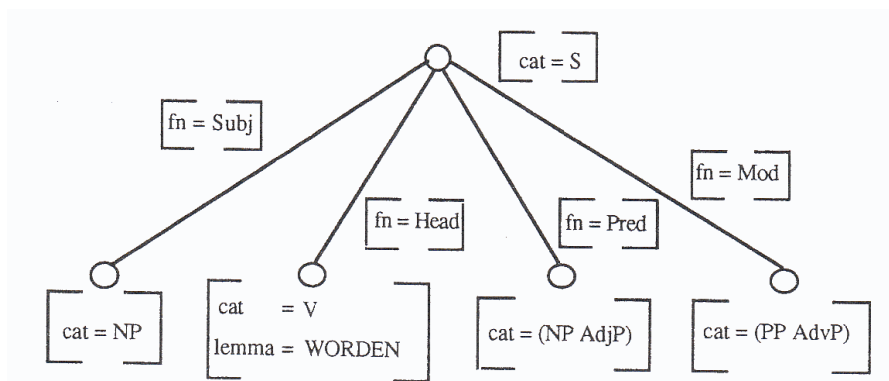 cat = S
fn = Subj
fn = Mod
fn = Head
fn = Pred
cat = NP
cat = V
lemma = WORDEN
cat = (NP AdjP)
cat = (PP AdvP)